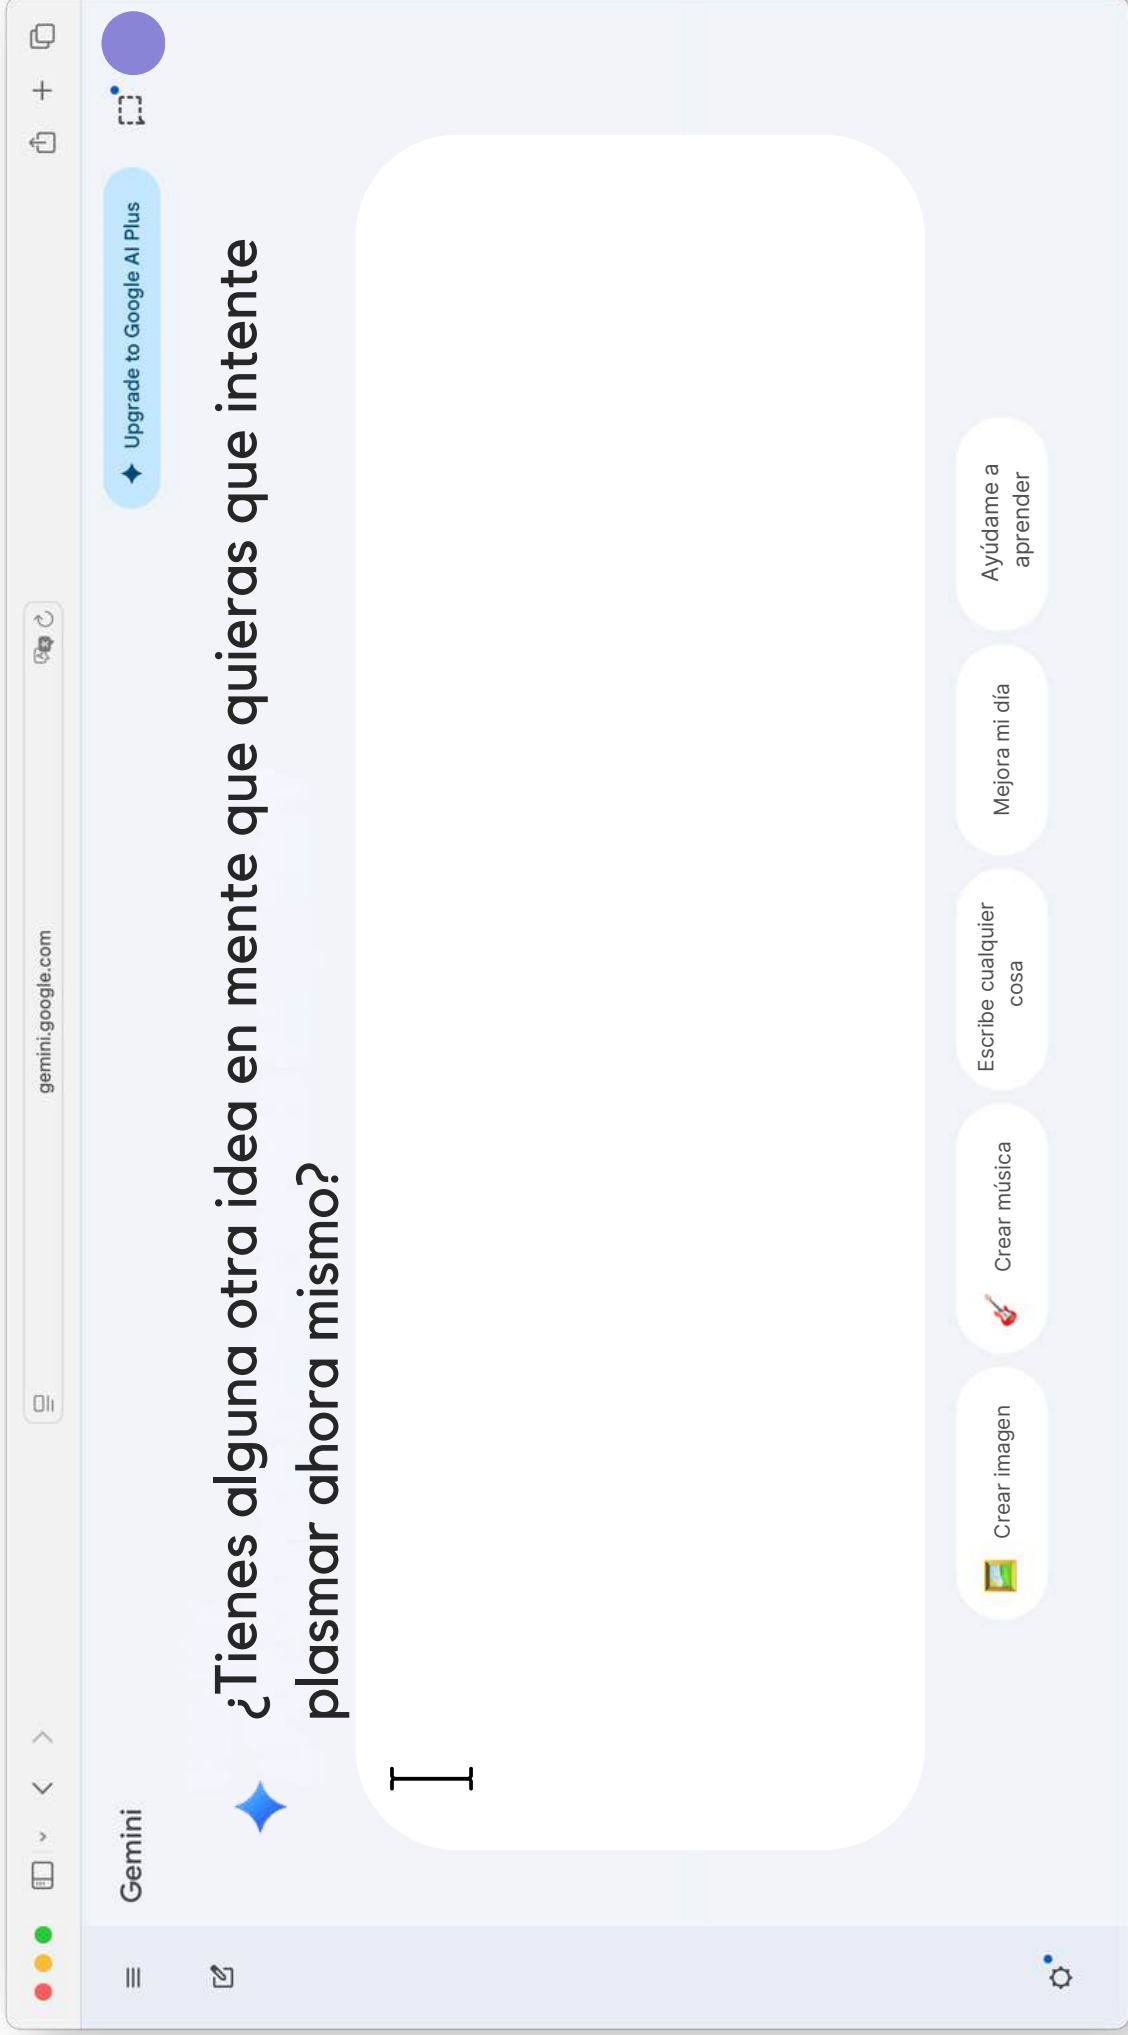 gemini.google.com
Gemini
Upgrade to Google AI Plus
¿Tienes alguna otra idea en mente que quieras que intente
plasmar ahora mismo?
Crear imagen
Crear música
Escribe cualquier
cosa
Mejora mi día
Ayúdame a
aprender